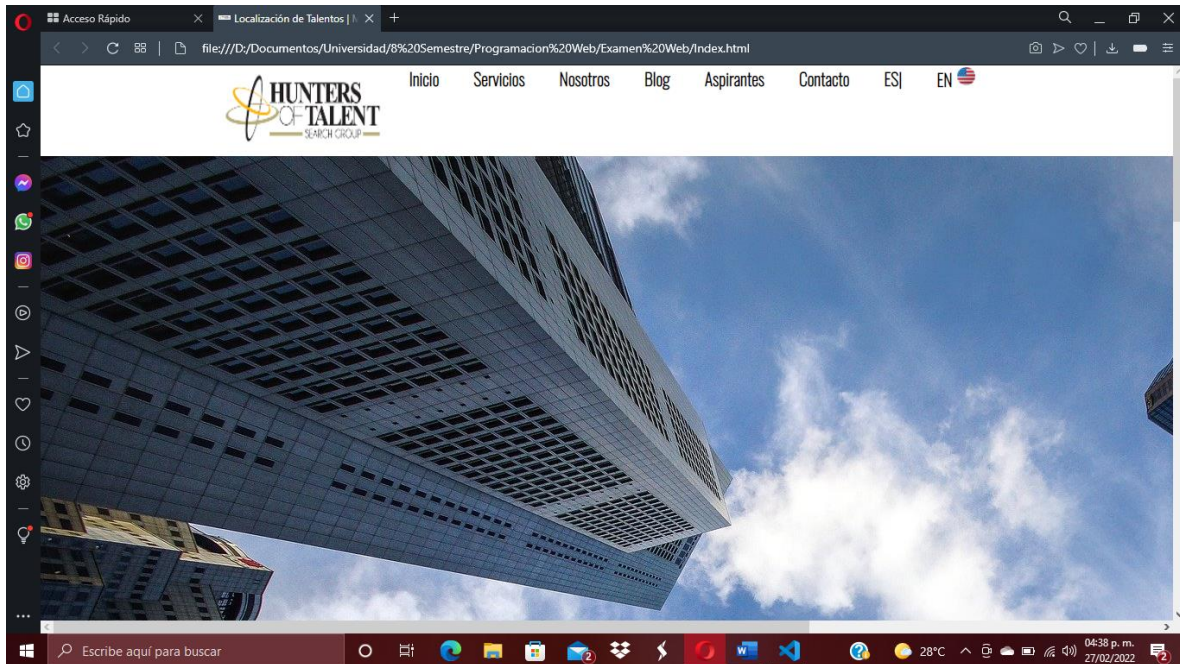 Acceso Rápido
Localización de Talentos |
file:///D:/Documentos/Universidad/8%20Semestre/Programacion%20Web/Examen%20Web/Index.html
HUNTERS
OF TALENT
SEARCH GROUP
Inicio Servicios Nosotros Blog Aspirantes Contacto ES| EN
Escribe aquí para buscar
2
28°C
04:38 p. m.
27/02/2022
2